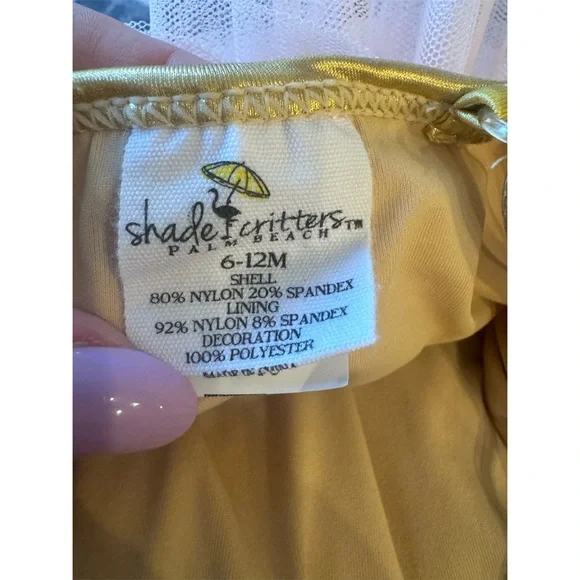 shade critters™
PALM BEACH
6-12M
SHELL
80% NYLON 20% SPANDEX
LINING
92% NYLON 8% SPANDEX
DECORATION
100% POLYESTER